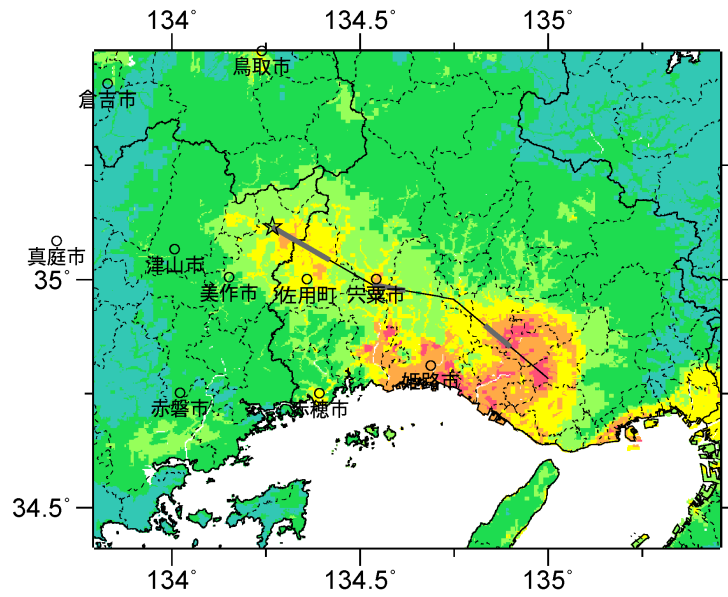 134°
134.5°
135°
鳥取市
倉吉市
真庭市
津山市
35°
美作市
佐用町
宍粟市
姫路市
赤磐市
赤穂市
34.5°
134°
134.5°
135°